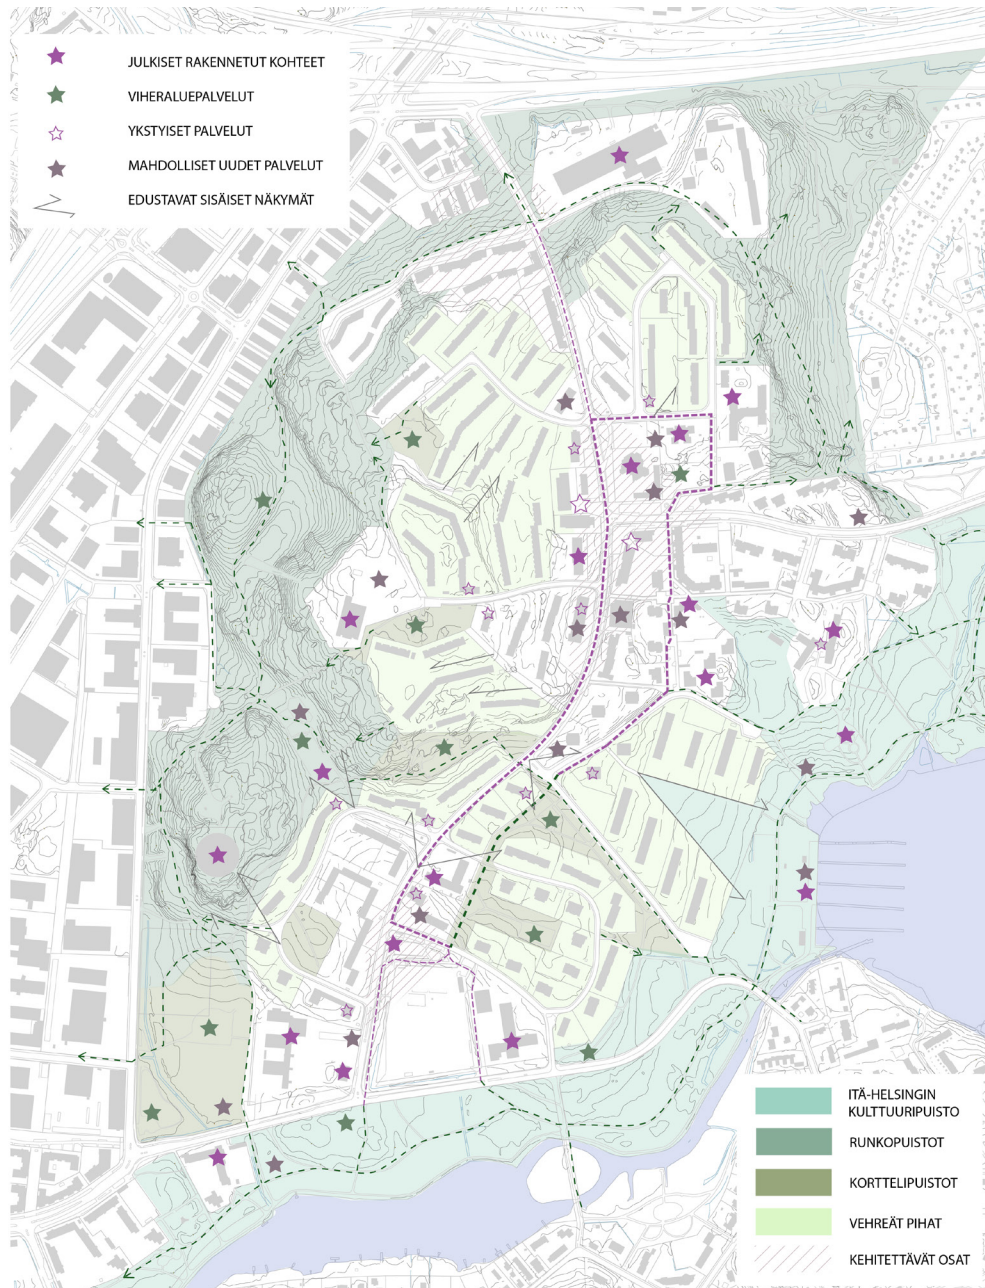 JULKISET RAKENNETUT KOHTEET
VIHERALUEPALVELUT
YKSTYISET PALVELUT
MAHDOLLISET UUDET PALVELUT
EDUSTAVAT SISÄISET NÄKYMÄT
ITÄ-HELSINGIN
KULTTUURIPUISTO
RUNKOPUISTOT
KORTTELIPUISTOT
VEHREÄT PIHAT
KEHITETTÄVÄT OSAT